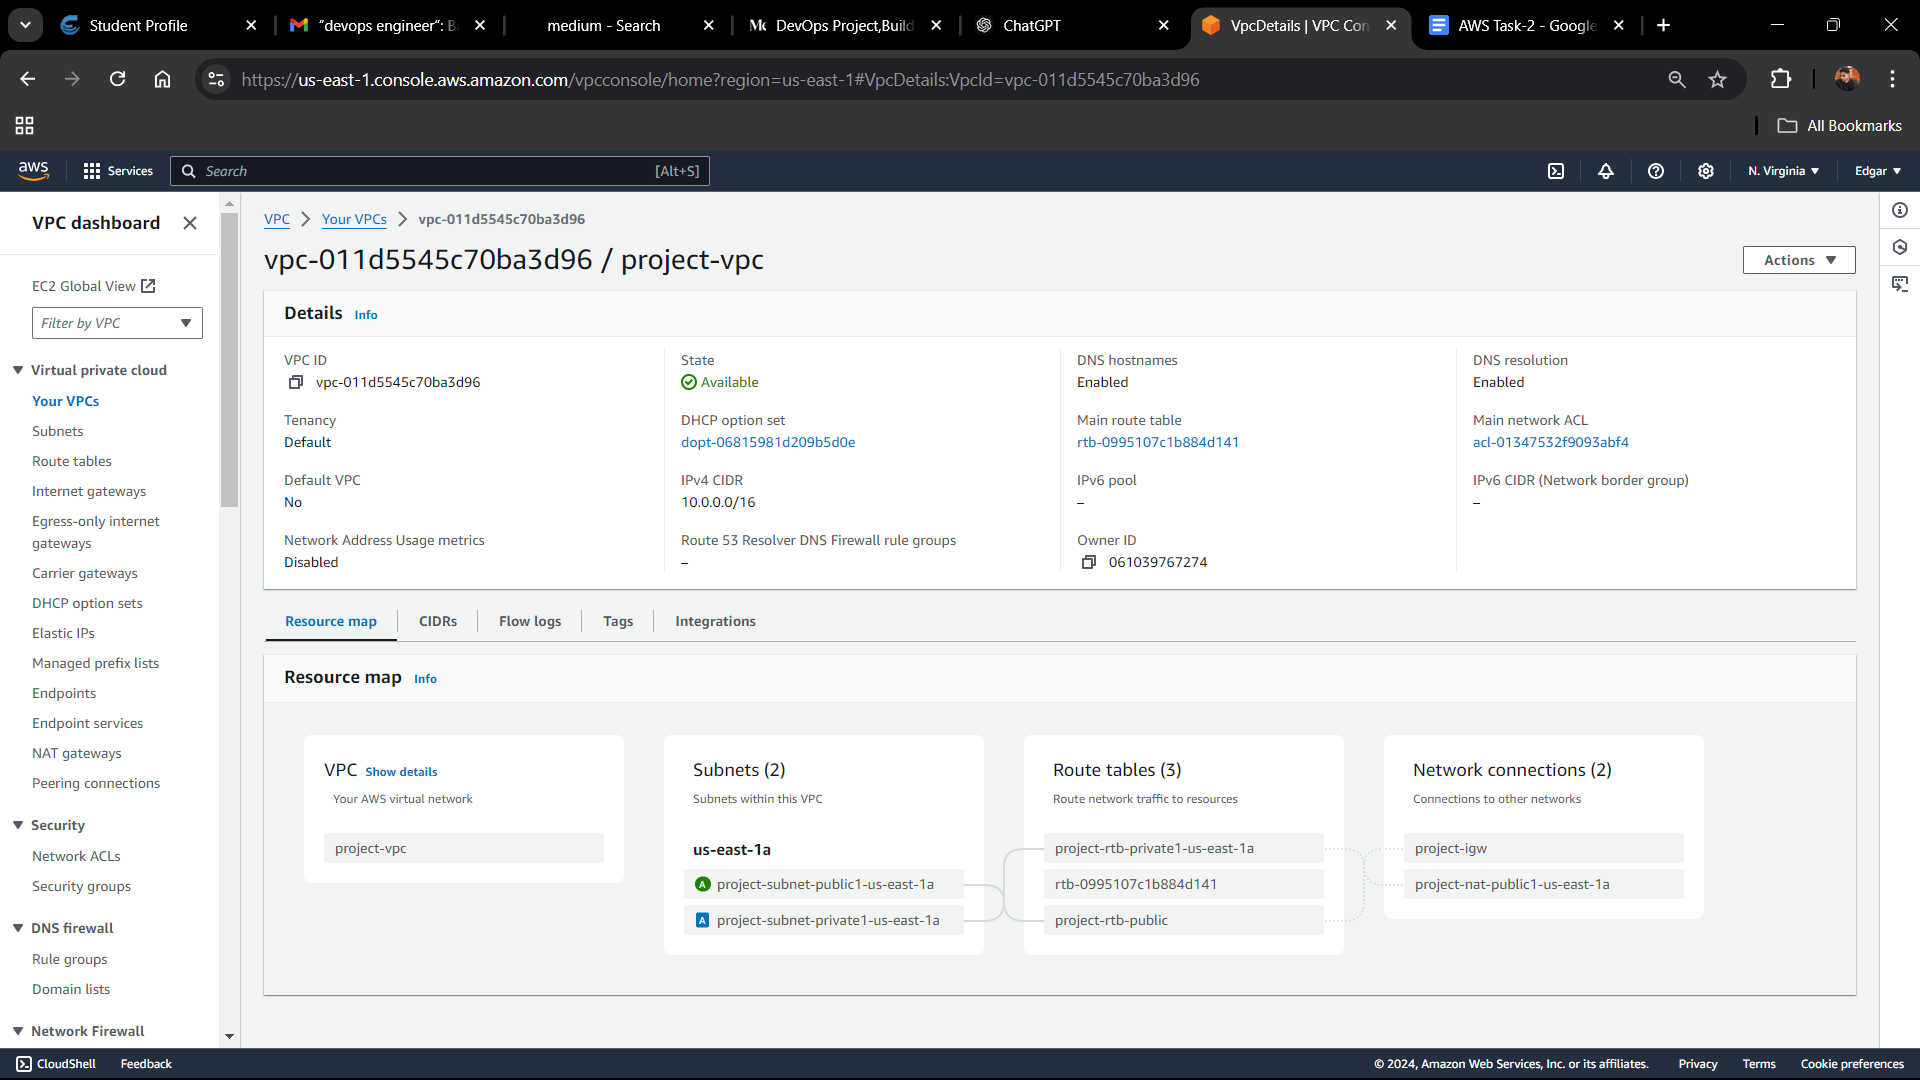 Student Profile
"devops engineer": B
medium - Search
DevOps Project,Build
ChatGPT
VpcDetails | VPC Con
AWS Task-2 - Google
https://us-east-1.console.aws.amazon.com/vpcconsole/home?region=us-east-1#VpcDetails:VpcId=vpc-011d5545c70ba3d96
All Bookmarks
aws
Services
Search
[Alt+S]
N. Virginia
Edgar
VPC dashboard
EC2 Global View
Filter by VPC
Virtual private cloud
Your VPCs
Subnets
Route tables
Internet gateways
Egress-only internet
gateways
Carrier gateways
DHCP option sets
Elastic IPs
Managed prefix lists
Endpoints
Endpoint services
NAT gateways
Peering connections
Security
Network ACLs
Security groups
DNS firewall
Rule groups
Domain lists
Network Firewall
VPC
Your VPCs
vpc-011d5545c70ba3d96
vpc-011d5545c70ba3d96 / project-vpc
Actions
Details Info
VPC ID
vpc-011d5545c70ba3d96
State
Available
DNS hostnames
Enabled
DNS resolution
Enabled
Tenancy
Default
DHCP option set
dopt-06815981d209b5d0e
Main route table
rtb-0995107c1b884d141
Main network ACL
acl-01347532f9093abf4
Default VPC
No
IPv4 CIDR
10.0.0.0/16
IPv6 pool
–
IPv6 CIDR (Network border group)
–
Network Address Usage metrics
Disabled
Route 53 Resolver DNS Firewall rule groups
–
Owner ID
061039767274
Resource map
CIDRs
Flow logs
Tags
Integrations
Resource map Info
VPC Show details
Your AWS virtual network
project-vpc
Subnets (2)
Subnets within this VPC
us-east-1a
A project-subnet-public1-us-east-1a
A project-subnet-private1-us-east-1a
Route tables (3)
Route network traffic to resources
project-rtb-private1-us-east-1a
rtb-0995107c1b884d141
project-rtb-public
Network connections (2)
Connections to other networks
project-igw
project-nat-public1-us-east-1a
CloudShell
Feedback
© 2024, Amazon Web Services, Inc. or its affiliates.
Privacy
Terms
Cookie preferences